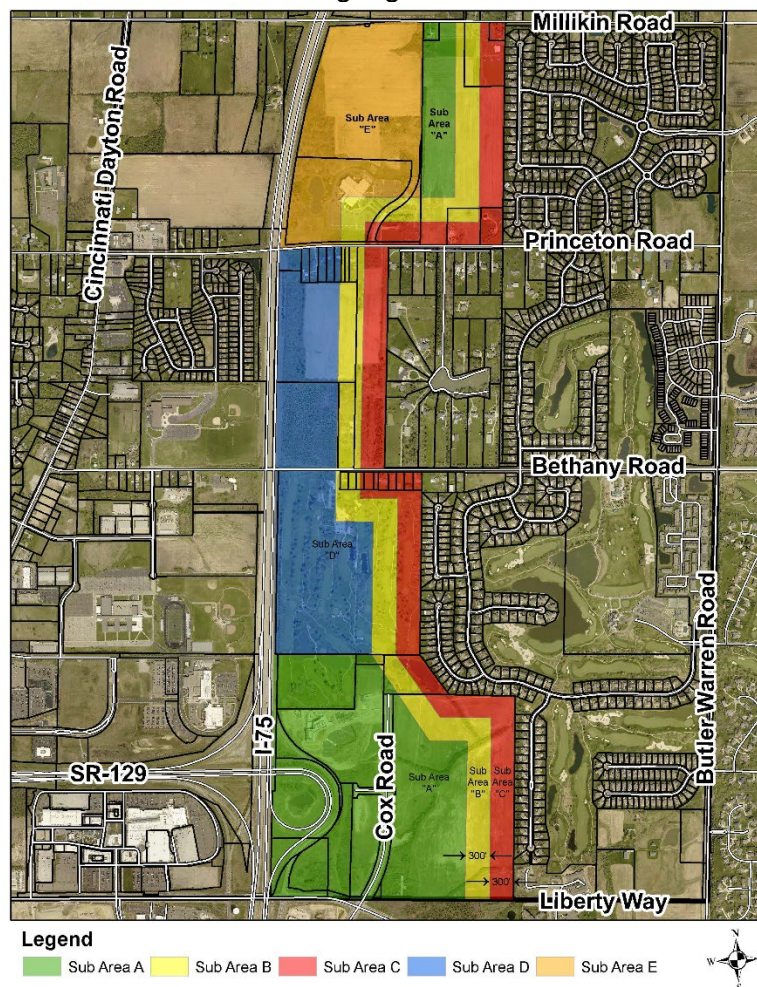 Millikin Road
Cincinnati Dayton Road
Sub Area
"E"
Sub
Area
"A"
Princeton Road
Bethany Road
Sub Area
"D"
Butler-Warren Road
I-75
SR-129
Cox Road
Sub Area
"A"
Sub
Area
"B"
Sub
Area
"C"
300'
300'
Liberty Way
Legend
Sub Area A
Sub Area B
Sub Area C
Sub Area D
Sub Area E
N
W
E
S